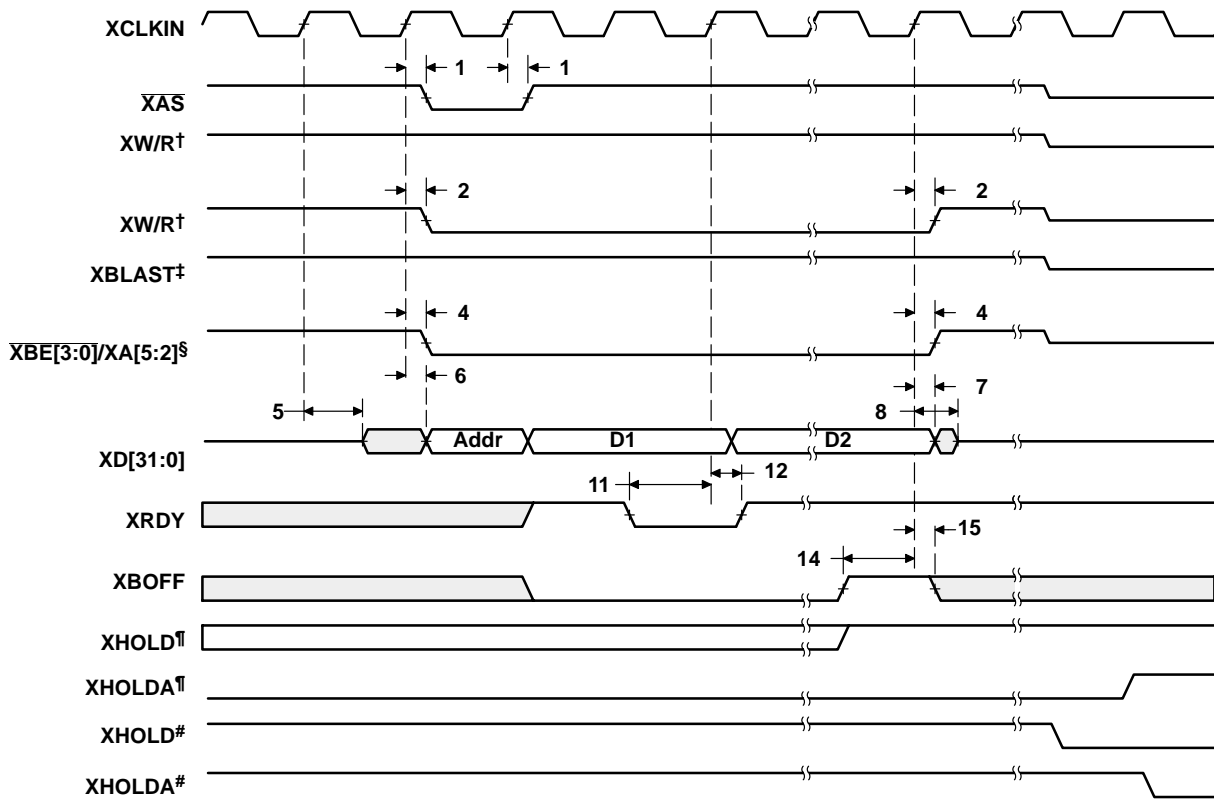 XCLKIN
1 1
XAS
XW/R†
2 2
XW/R†
XBLAST‡
4 4
XBE[3:0]/XA[5:2]§
6 7
5 8
Addr D1 D2
XD[31:0]
11 12
XRDY
15
14
XBOFF
XHOLD¶
XHOLDA¶
XHOLD#
XHOLDA#